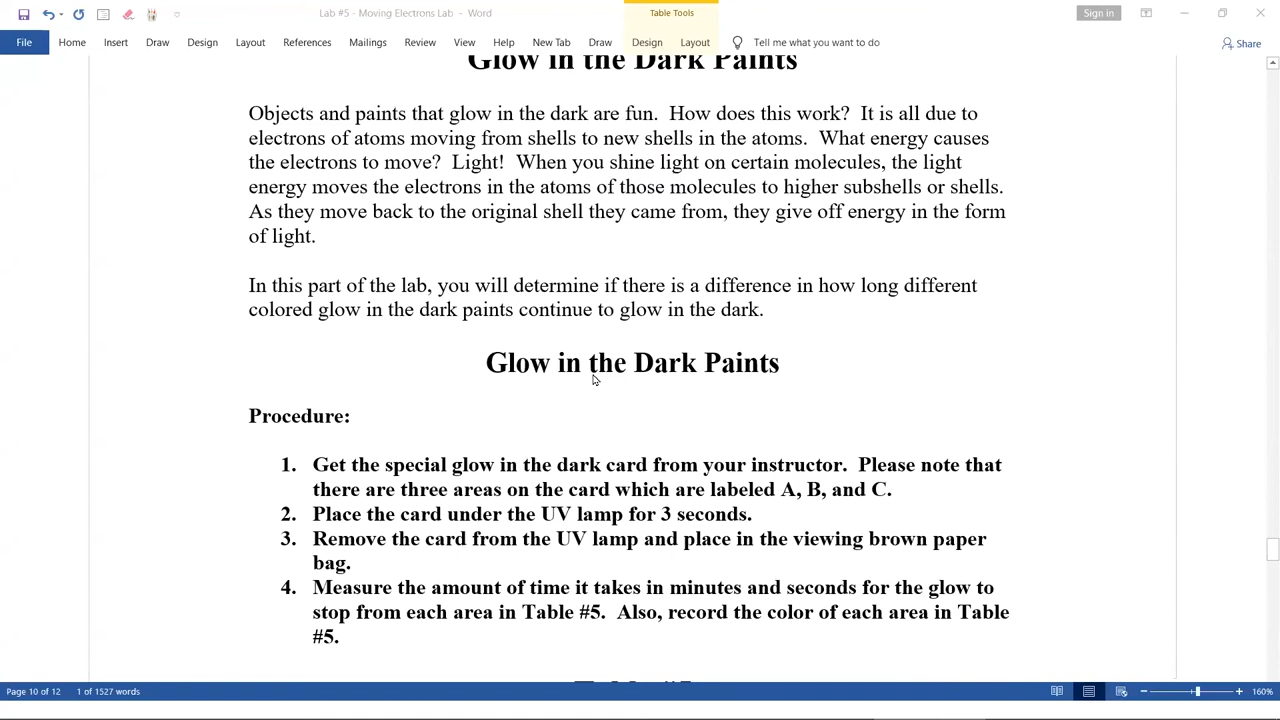 Lab #5 - Moving Electrons Lab - Word
Table Tools
Sign in
File Home Insert Draw Design Layout References Mailings Review View Help New Tab Draw Design Layout Tell me what you want to do Share
Glow in the Dark Paints
Objects and paints that glow in the dark are fun. How does this work? It is all due to
electrons of atoms moving from shells to new shells in the atoms. What energy causes
the electrons to move? Light! When you shine light on certain molecules, the light
energy moves the electrons in the atoms of those molecules to higher subshells or shells.
As they move back to the original shell they came from, they give off energy in the form
of light.
In this part of the lab, you will determine if there is a difference in how long different
colored glow in the dark paints continue to glow in the dark.
Glow in the Dark Paints
Procedure:
1. Get the special glow in the dark card from your instructor. Please note that
there are three areas on the card which are labeled A, B, and C.
2. Place the card under the UV lamp for 3 seconds.
3. Remove the card from the UV lamp and place in the viewing brown paper
bag.
4. Measure the amount of time it takes in minutes and seconds for the glow to
stop from each area in Table #5. Also, record the color of each area in Table
#5.
Page 10 of 12 1 of 1527 words 160%